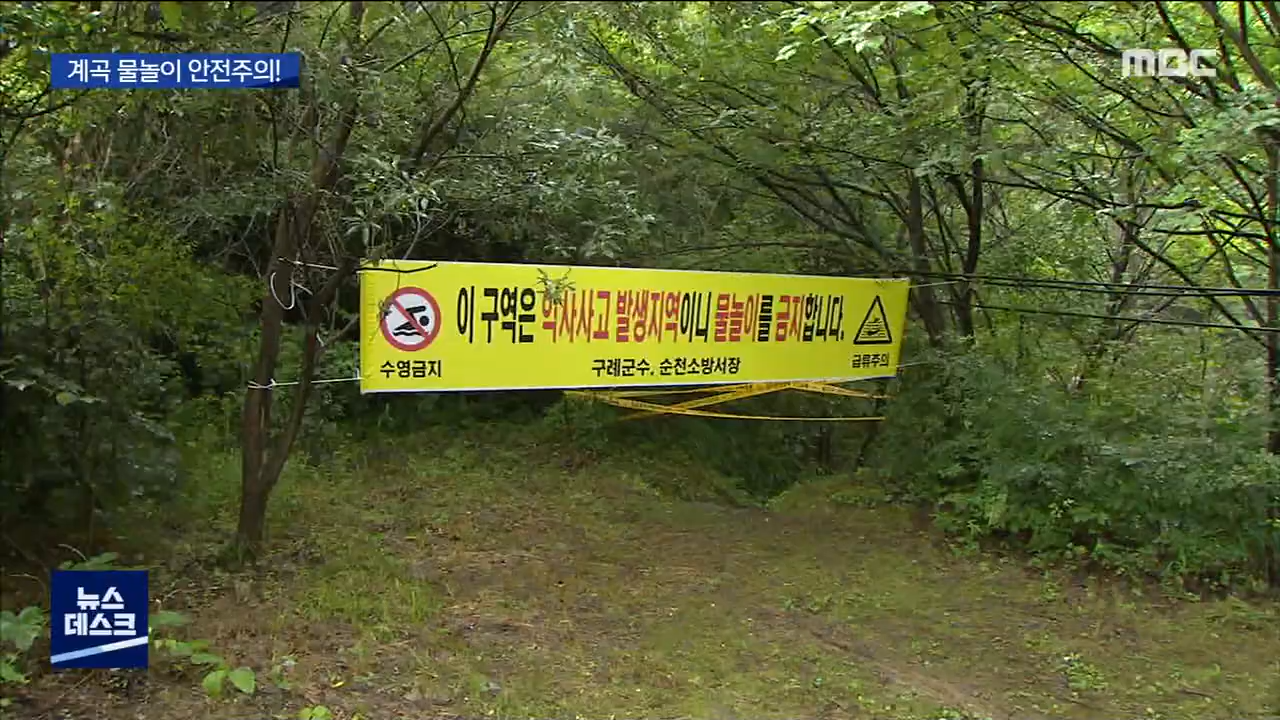 계곡 물놀이 안전주의!
MBC
이 구역은 익사사고 발생지역이니 물놀이를 금지합니다.
수영금지
구례군수, 순천소방서장
급류주의
뉴스
데스크